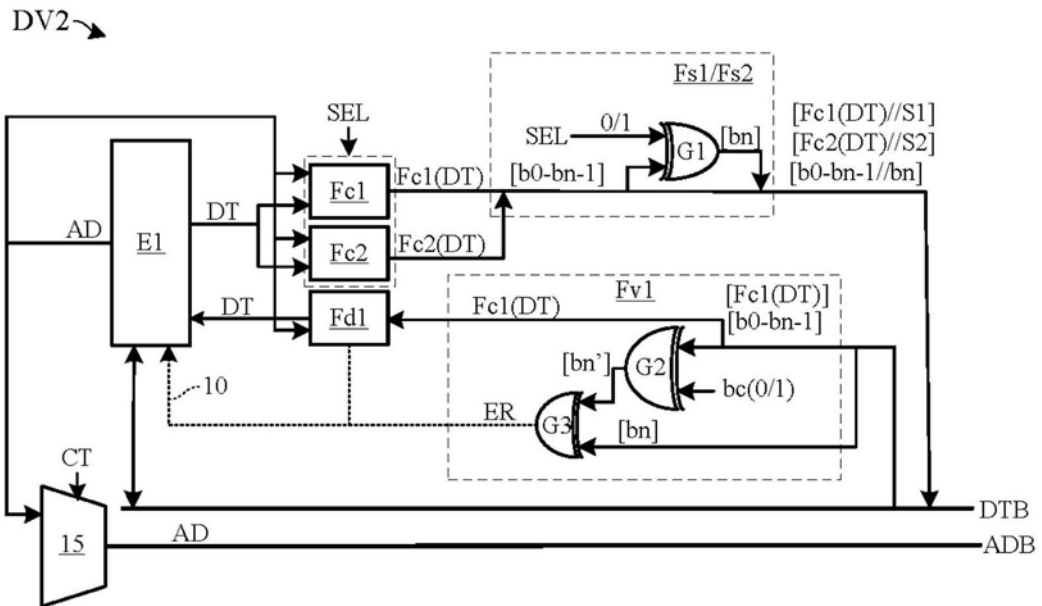 DV2
Fs1/Fs2
SEL
SEL
0/1
G1
[bn]
[Fc1(DT)//S1]
[Fc2(DT)//S2]
[b0-bn-1//bn]
AD
E1
DT
Fc1
Fc1(DT)
[b0-bn-1]
Fc2
Fc2(DT)
DT
Fd1
Fc1(DT)
Fv1
[Fc1(DT)]
[b0-bn-1]
G2
[bn’]
bc(0/1)
10
ER
G3
[bn]
CT
15
AD
DTB
ADB